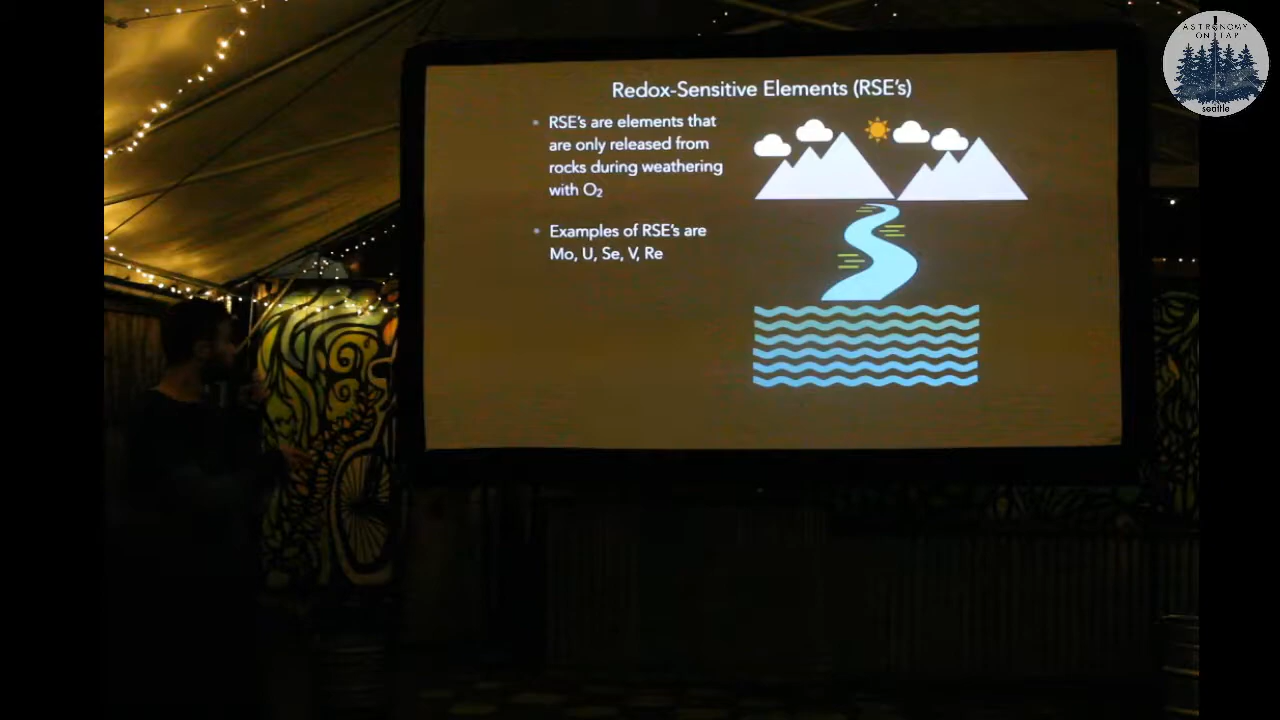 ASTRONOMY
ON TAP
seattle
Redox-Sensitive Elements (RSE's)
RSE's are elements that
are only released from
rocks during weathering
with O₂
Examples of RSE's are
Mo, U, Se, V, Re